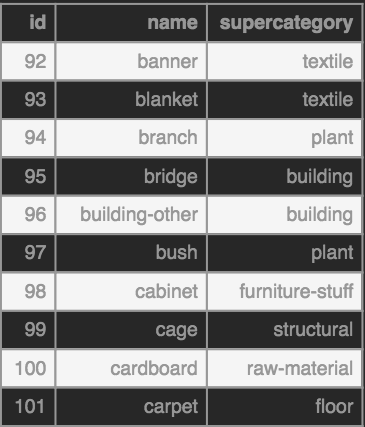 id name supercategory
92 banner textile
93 blanket textile
94 branch plant
95 bridge building
96 building-other building
97 bush plant
98 cabinet furniture-stuff
99 cage structural
100 cardboard raw-material
101 carpet floor